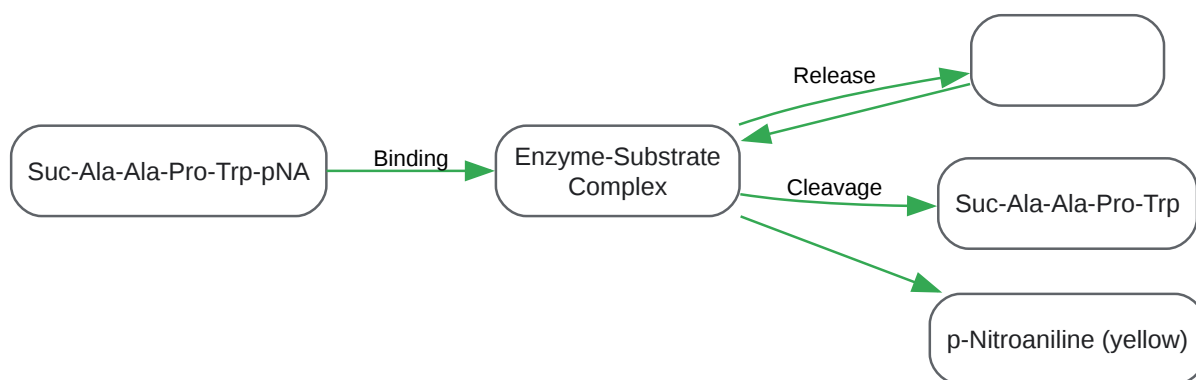 Suc-Ala-Ala-Pro-Trp-pNA
Binding
Enzyme-Substrate
Complex
Release
Cleavage
Suc-Ala-Ala-Pro-Trp
p-Nitroaniline (yellow)